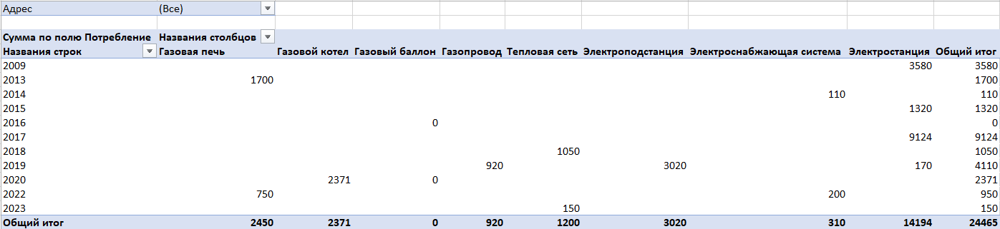 Адрес (Все)
Сумма по полю Потребление Названия столбцов
Названия строк Газовая печь Газовой котел Газовый баллон Газопровод Тепловая сеть Электроподстанция Электроснабжающая система Электростанция Общий итог
2009 3580 3580
2013 1700 1700
2014 110 110
2015 1320 1320
2016 0 0
2017 9124 9124
2018 1050 1050
2019 920 3020 170 4110
2020 2371 0 2371
2022 750 200 950
2023 150 150
Общий итог 2450 2371 0 920 1200 3020 310 14194 24465